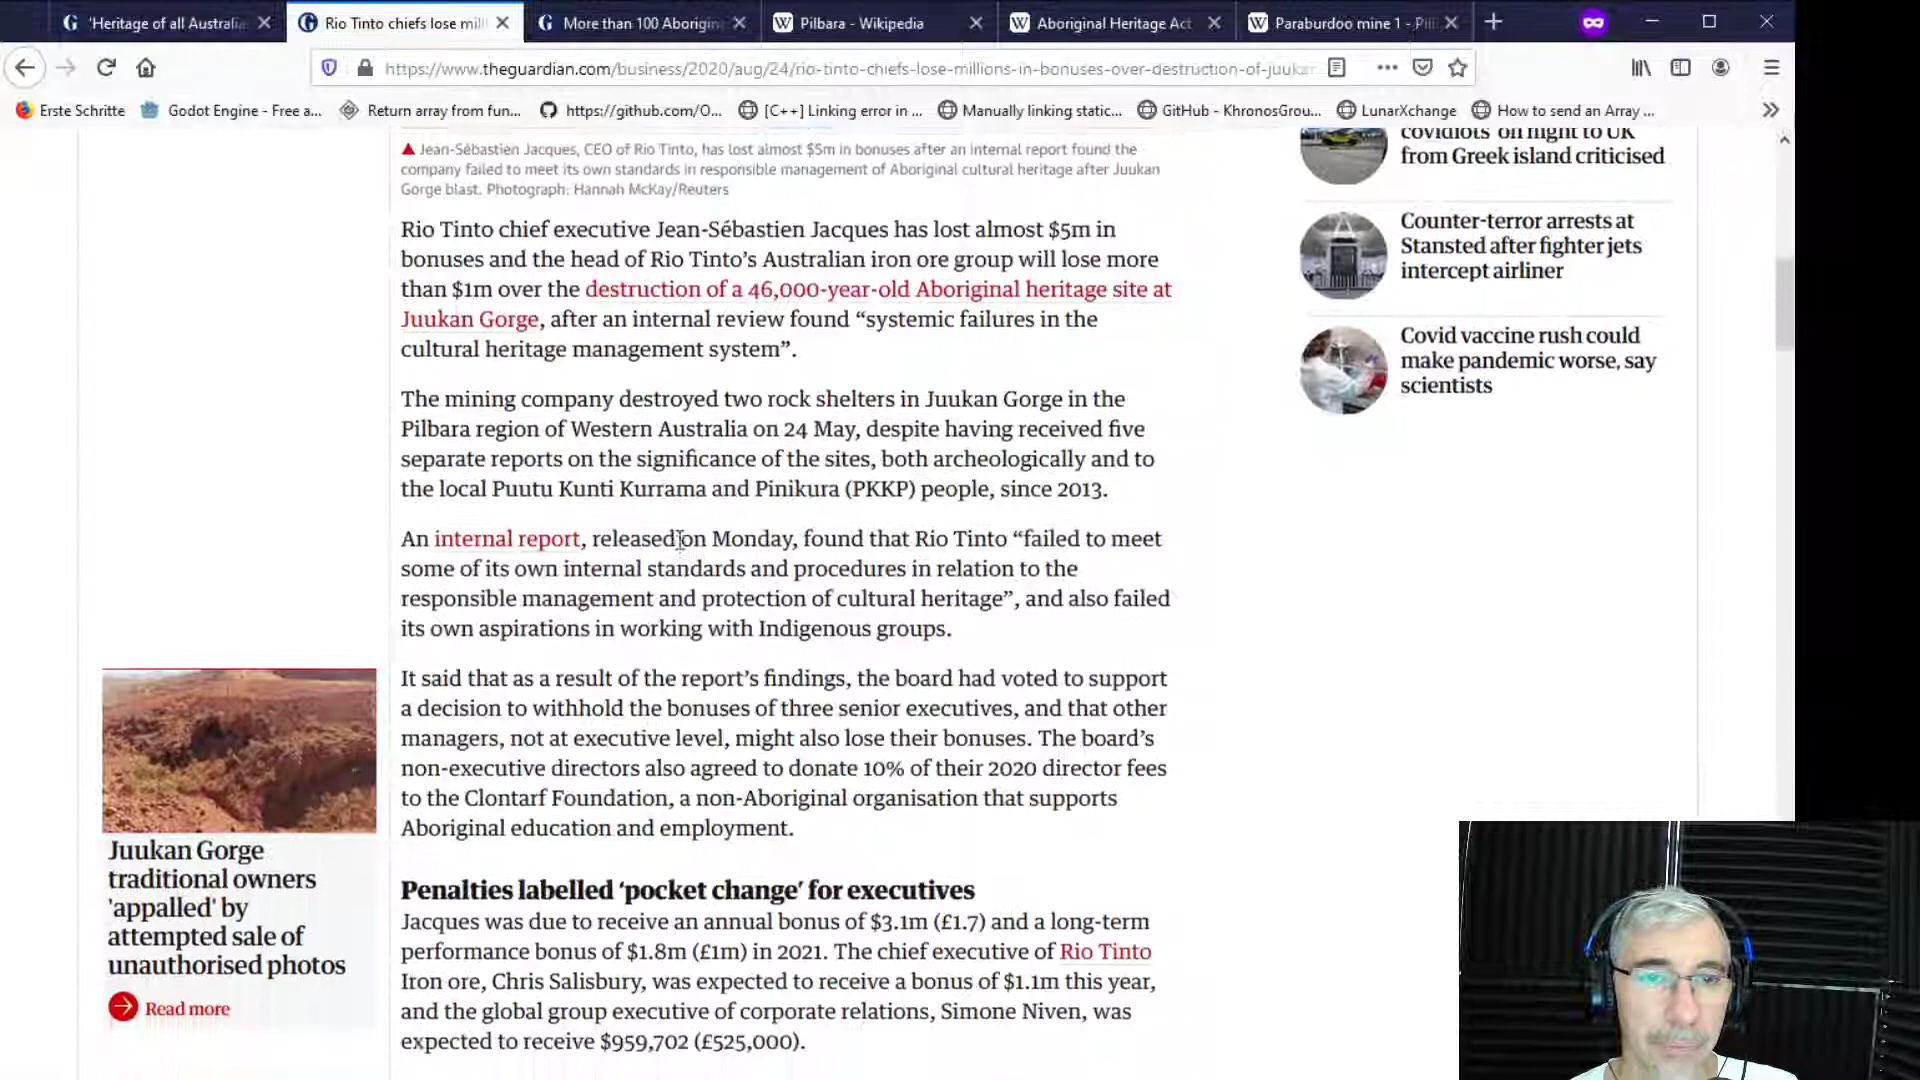 'Heritage of all Australia
Rio Tinto chiefs lose mill
More than 100 Aborigin
Pilbara - Wikipedia
Aboriginal Heritage Act
Paraburdoo mine 1 - Pil
https://www.theguardian.com/business/2020/aug/24/rio-tinto-chiefs-lose-millions-in-bonuses-over-destruction-of-juukan
Erste Schritte
Godot Engine - Free a...
Return array from fun...
https://github.com/O...
[C++] Linking error in ...
Manually linking static...
GitHub - KhronosGrou...
LunarXchange
How to send an Array ...
Jean-Sébastien Jacques, CEO of Rio Tinto, has lost almost $5m in bonuses after an internal report found the
company failed to meet its own standards in responsible management of Aboriginal cultural heritage after Juukan
Gorge blast. Photograph: Hannah McKay/Reuters
Rio Tinto chief executive Jean-Sébastien Jacques has lost almost $5m in
bonuses and the head of Rio Tinto's Australian iron ore group will lose more
than $1m over the destruction of a 46,000-year-old Aboriginal heritage site at
Juukan Gorge, after an internal review found “systemic failures in the
cultural heritage management system”.
The mining company destroyed two rock shelters in Juukan Gorge in the
Pilbara region of Western Australia on 24 May, despite having received five
separate reports on the significance of the sites, both archeologically and to
the local Puutu Kunti Kurrama and Pinikura (PKKP) people, since 2013.
An internal report, released on Monday, found that Rio Tinto “failed to meet
some of its own internal standards and procedures in relation to the
responsible management and protection of cultural heritage”, and also failed
its own aspirations in working with Indigenous groups.
It said that as a result of the report's findings, the board had voted to support
a decision to withhold the bonuses of three senior executives, and that other
managers, not at executive level, might also lose their bonuses. The board's
non-executive directors also agreed to donate 10% of their 2020 director fees
to the Clontarf Foundation, a non-Aboriginal organisation that supports
Aboriginal education and employment.
Penalties labelled ‘pocket change’ for executives
Jacques was due to receive an annual bonus of $3.1m (£1.7) and a long-term
performance bonus of $1.8m (£1m) in 2021. The chief executive of Rio Tinto
Iron ore, Chris Salisbury, was expected to receive a bonus of $1.1m this year,
and the global group executive of corporate relations, Simone Niven, was
expected to receive $959,702 (£525,000).
Juukan Gorge
traditional owners
'appalled' by
attempted sale of
unauthorised photos
Read more
covidiots' on flight to UK
from Greek island criticised
Counter-terror arrests at
Stansted after fighter jets
intercept airliner
Covid vaccine rush could
make pandemic worse, say
scientists